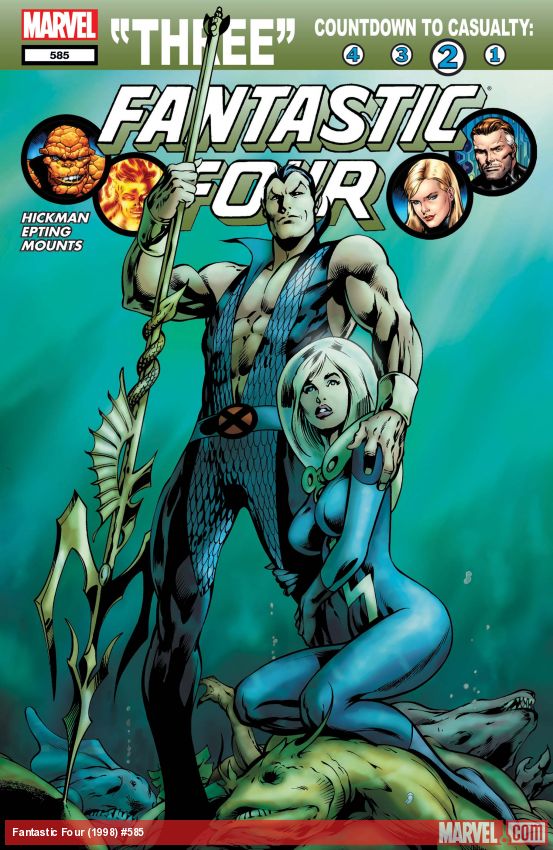 MARVEL
585
"THREE"
COUNTDOWN TO CASUALTY:
4 3 2 1
FANTASTIC
FOUR
HICKMAN
EPTING
MOUNTS
X
4
Fantastic Four (1998) #585
MARVEL.com